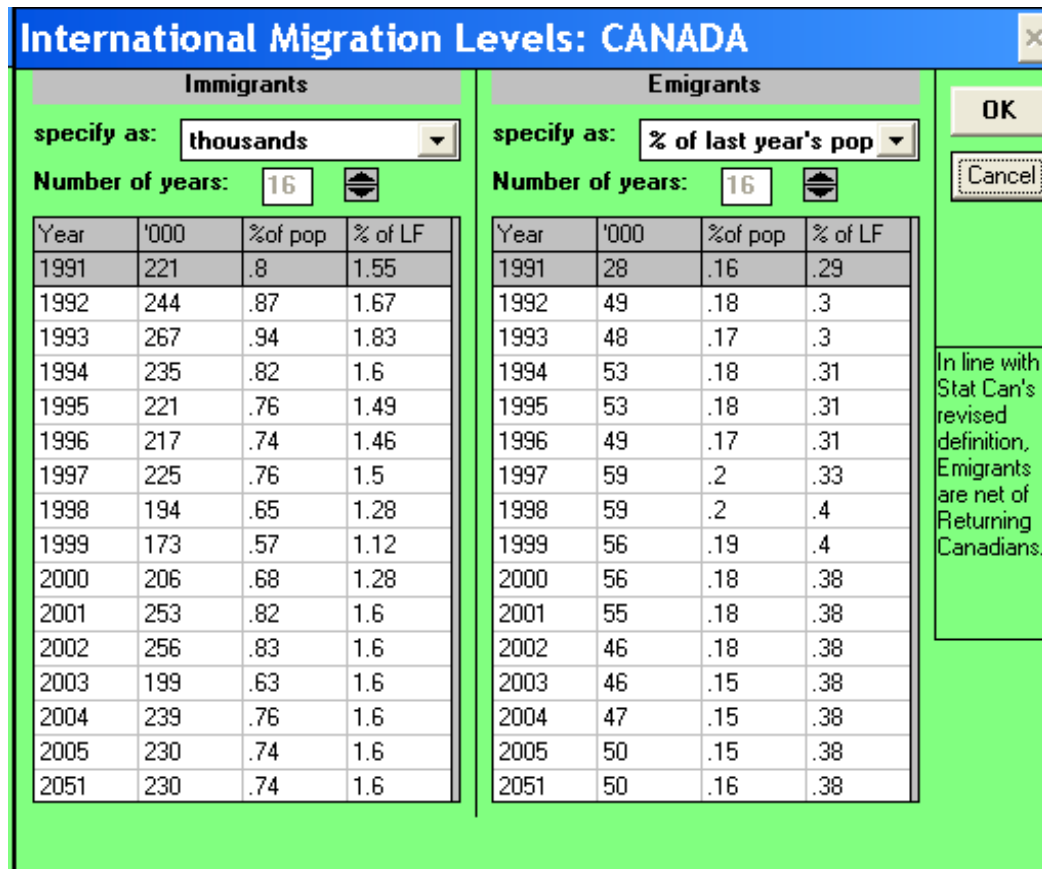 International Migration Levels: CANADA
Immigrants
specify as: thousands
Number of years: 16
Year '000 %of pop % of LF
1991 221 .8 1.55
1992 244 .87 1.67
1993 267 .94 1.83
1994 235 .82 1.6
1995 221 .76 1.49
1996 217 .74 1.46
1997 225 .76 1.5
1998 194 .65 1.28
1999 173 .57 1.12
2000 206 .68 1.28
2001 253 .82 1.6
2002 256 .83 1.6
2003 199 .63 1.6
2004 239 .76 1.6
2005 230 .74 1.6
2051 230 .74 1.6
Emigrants
specify as: % of last year's pop
Number of years: 16
Year '000 %of pop % of LF
1991 28 .16 .29
1992 49 .18 .3
1993 48 .17 .3
1994 53 .18 .31
1995 53 .18 .31
1996 49 .17 .31
1997 59 .2 .33
1998 59 .2 .4
1999 56 .19 .4
2000 56 .18 .38
2001 55 .18 .38
2002 46 .18 .38
2003 46 .15 .38
2004 47 .15 .38
2005 50 .15 .38
2051 50 .16 .38
OK
Cancel
In line with
Stat Can's
revised
definition,
Emigrants
are net of
Returning
Canadians.